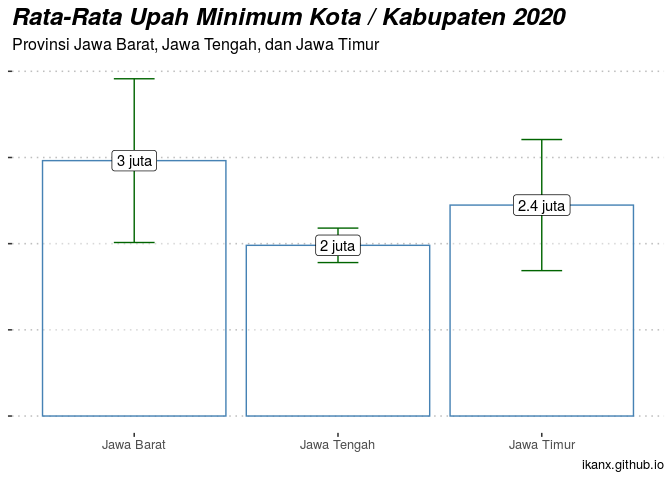 Rata-Rata Upah Minimum Kota / Kabupaten 2020
Provinsi Jawa Barat, Jawa Tengah, dan Jawa Timur
3 juta
2 juta
2.4 juta
Jawa Barat
Jawa Tengah
Jawa Timur
ikanx.github.io